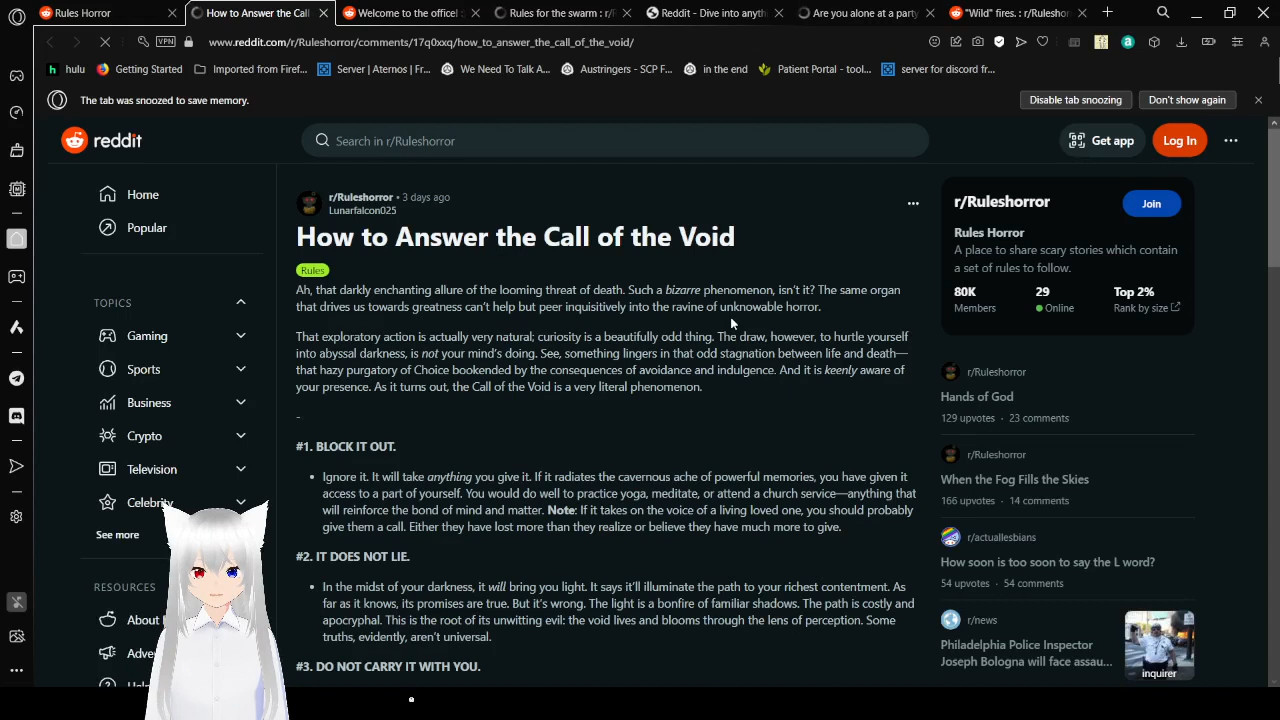 Rules Horror
How to Answer the Call
Welcome to the office!
Rules for the swarm : r/
Reddit - Dive into anyth
Are you alone at a party
"Wild" fires. : r/Ruleshor
VPN
www.reddit.com/r/Ruleshorror/comments/17q0xxq/how_to_answer_the_call_of_the_void/
hulu
Getting Started
Imported from Firef...
Server | Aternos | Fr...
We Need To Talk A...
Austringers - SCP F...
in the end
Patient Portal - tool...
server for discord fr...
The tab was snoozed to save memory.
Disable tab snoozing
Don't show again
reddit
Search in r/Ruleshorror
Get app
Log In
Home
Popular
TOPICS
Gaming
Sports
Business
Crypto
Television
Celebrity
See more
RESOURCES
About
Adve
r/Ruleshorror • 3 days ago
Lunarfalcon025
How to Answer the Call of the Void
Rules
Ah, that darkly enchanting allure of the looming threat of death. Such a bizarre phenomenon, isn't it? The same organ
that drives us towards greatness can't help but peer inquisitively into the ravine of unknowable horror.
That exploratory action is actually very natural; curiosity is a beautifully odd thing. The draw, however, to hurtle yourself
into abyssal darkness, is not your mind's doing. See, something lingers in that odd stagnation between life and death—
that hazy purgatory of Choice bookended by the consequences of avoidance and indulgence. And it is keenly aware of
your presence. As it turns out, the Call of the Void is a very literal phenomenon.
-
#1. BLOCK IT OUT.
• Ignore it. It will take anything you give it. If it radiates the cavernous ache of powerful memories, you have given it
access to a part of yourself. You would do well to practice yoga, meditate, or attend a church service—anything that
will reinforce the bond of mind and matter. Note: If it takes on the voice of a living loved one, you should probably
give them a call. Either they have lost more than they realize or believe they have much more to give.
#2. IT DOES NOT LIE.
• In the midst of your darkness, it will bring you light. It says it'll illuminate the path to your richest contentment. As
far as it knows, its promises are true. But it's wrong. The light is a bonfire of familiar shadows. The path is costly and
apocryphal. This is the root of its unwitting evil: the void lives and blooms through the lens of perception. Some
truths, evidently, aren't universal.
#3. DO NOT CARRY IT WITH YOU.
r/Ruleshorror
Join
Rules Horror
A place to share scary stories which contain
a set of rules to follow.
80K
29
Top 2%
Members
Online
Rank by size
r/Ruleshorror
Hands of God
129 upvotes • 23 comments
r/Ruleshorror
When the Fog Fills the Skies
166 upvotes • 14 comments
r/actuallesbians
How soon is too soon to say the L word?
54 upvotes • 54 comments
r/news
Philadelphia Police Inspector
Joseph Bologna will face assau...
inquirer